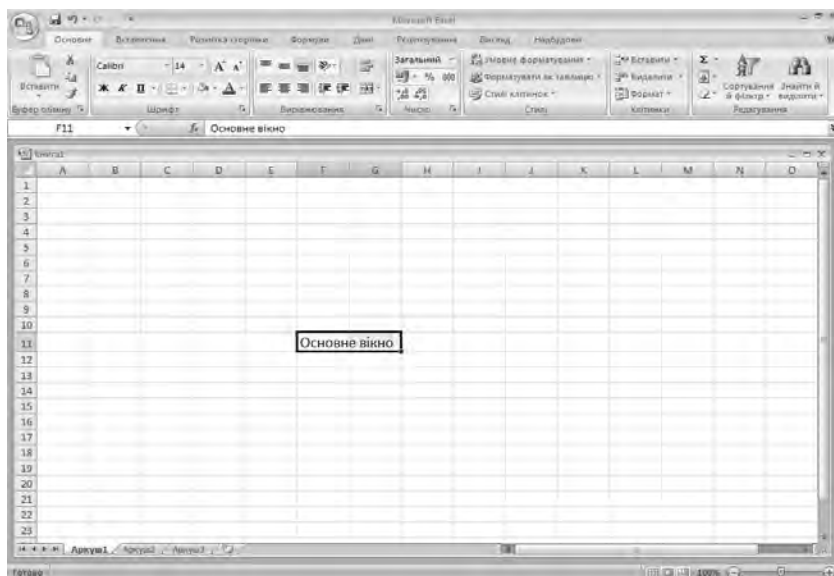 Microsoft Excel
Основне Вставлення Розмітка сторінки Формули Дані Рецензування Вигляд Надбудови
Вставити
Calibri 14
Ж К П
Загальний
% 000
Умовне форматування
Форматувати як таблицю
Стилі клітинок
Вставити
Видалити
Формат
Σ
Сортування й фільтр
Знайти й виділити
Буфер обміну Шрифт Вирівнювання Число Стилі Клітинки Редагування
F11 fx Основне вікно
Книга1
A B C D E F G H I J K L M N O
1
2
3
4
5
6
7
8
9
10
11 Основне вікно
12
13
14
15
16
17
18
19
20
21
22
23
Аркуш1 Аркуш2 Аркуш3
Готово 100%